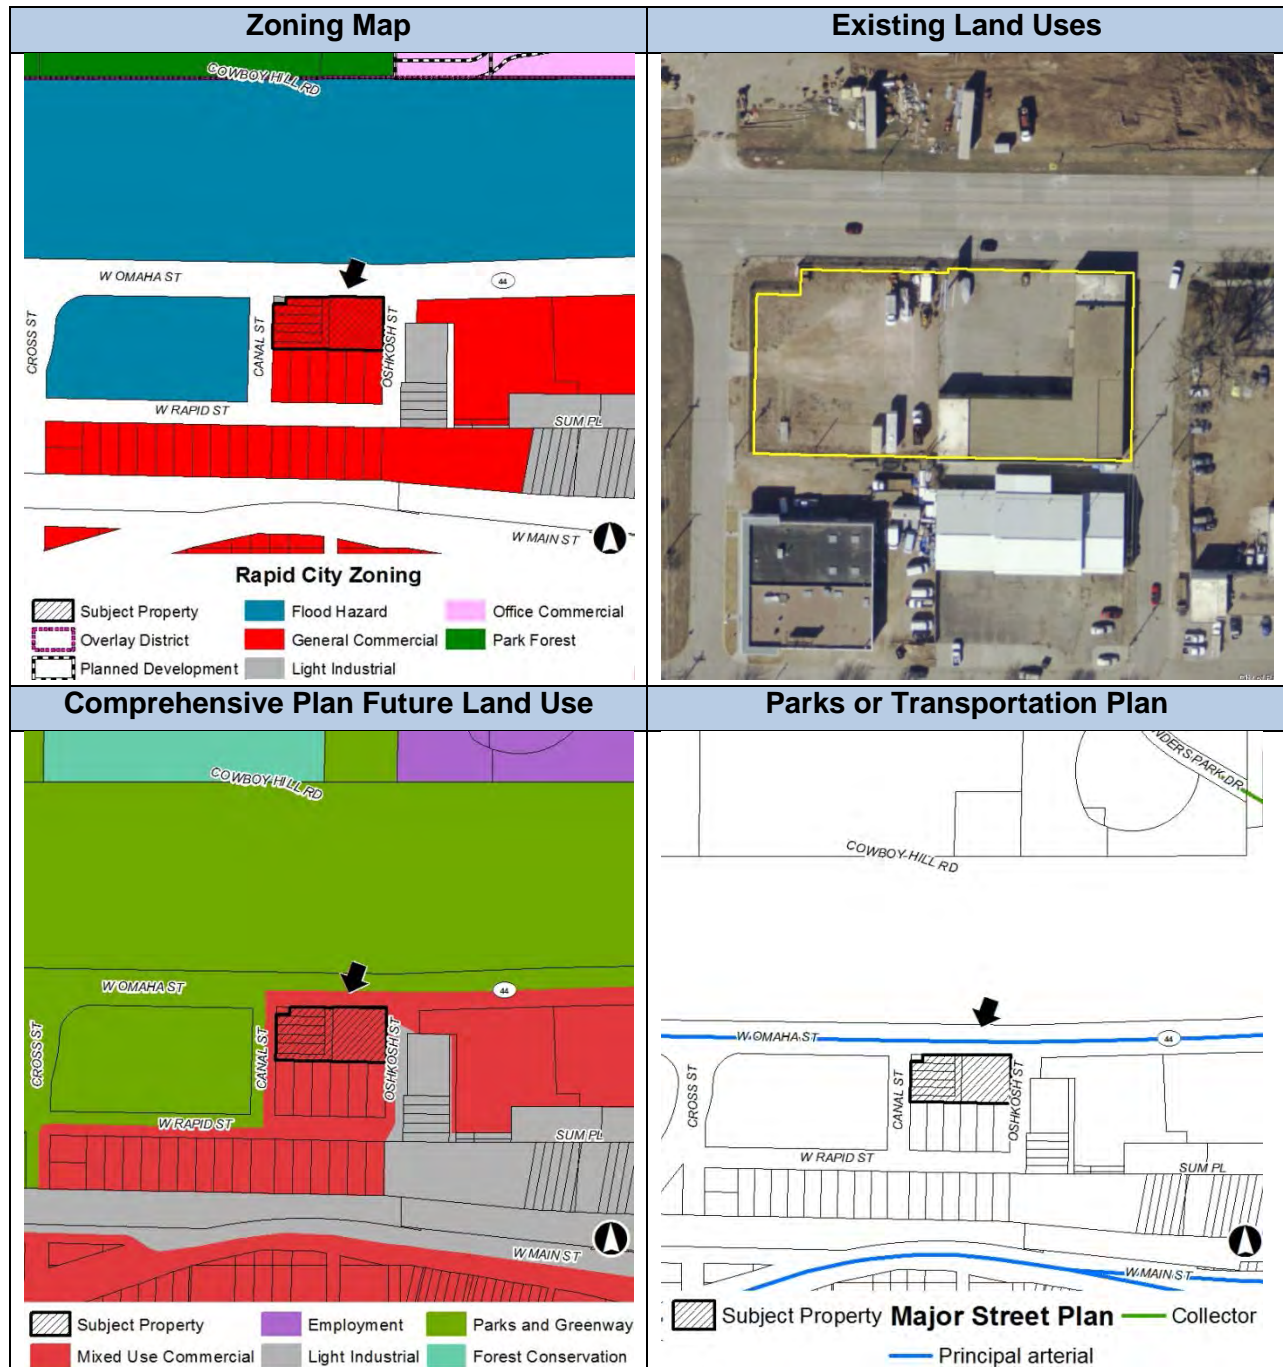 Zoning Map
Existing Land Uses
COWBOY HILL RD
W OMAHA ST
44
CROSS ST
CANAL ST
OSHKOSH ST
W RAPID ST
SUM PL
W MAIN ST
Rapid City Zoning
Subject Property
Flood Hazard
Office Commercial
Overlay District
General Commercial
Park Forest
Planned Development
Light Industrial
Comprehensive Plan Future Land Use
Parks or Transportation Plan
COWBOY HILL RD
W OMAHA ST
44
CROSS ST
CANAL ST
OSHKOSH ST
W RAPID ST
SUM PL
W MAIN ST
Subject Property
Employment
Parks and Greenway
Mixed Use Commercial
Light Industrial
Forest Conservation
NDERS PARK DR
COWBOY HILL RD
W OMAHA ST
44
CROSS ST
CANAL ST
OSHKOSH ST
W RAPID ST
SUM PL
W MAIN ST
Subject Property
Major Street Plan
Collector
Principal arterial